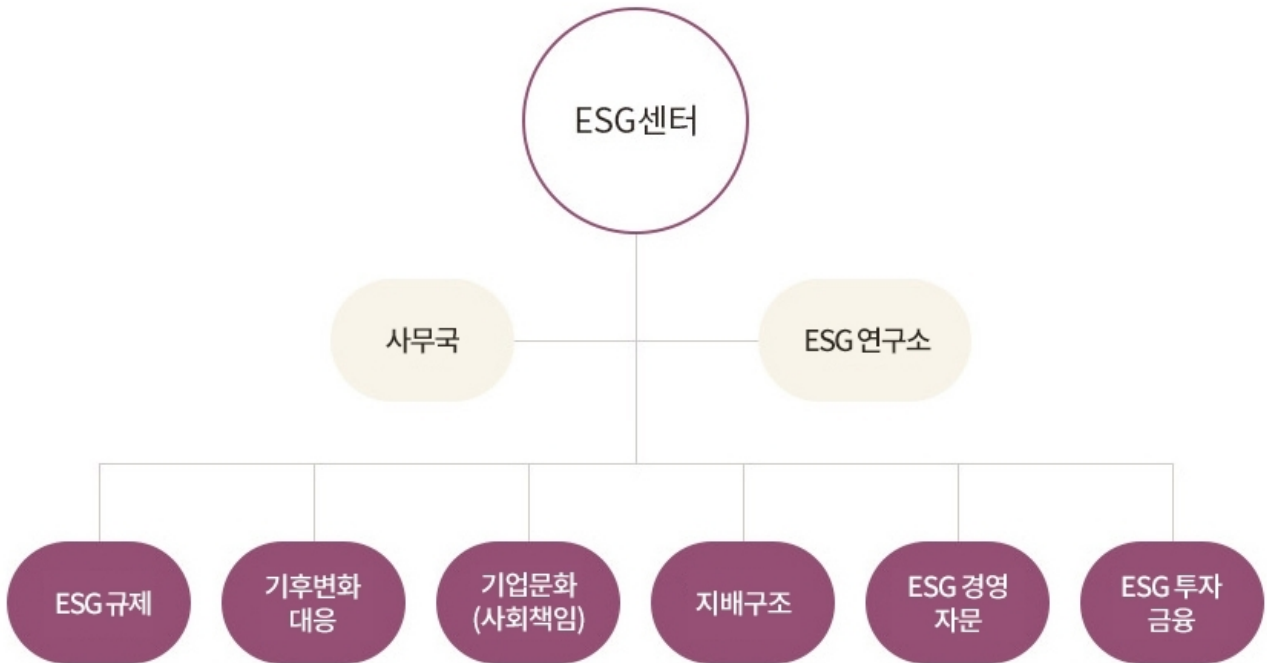 ESG센터
사무국
ESG 연구소
ESG 규제
기후변화
대응
기업문화
(사회책임)
지배구조
ESG 경영
자문
ESG 투자
금융